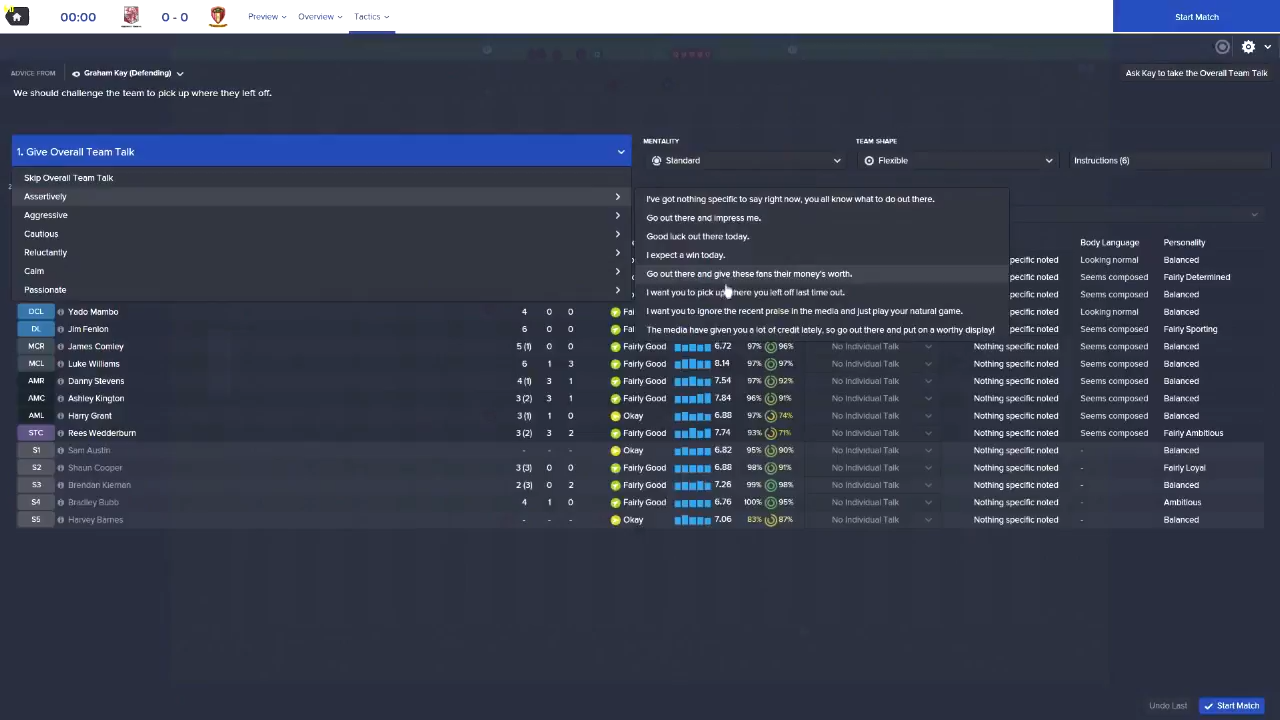 00:00 0 - 0 Preview Overview Tactics Start Match
ADVICE FROM Graham Kay (Defending) Ask Kay to take the Overall Team Talk
We should challenge the team to pick up where they left off.
MENTALITY TEAM SHAPE
1. Give Overall Team Talk Standard Flexible Instructions (6)
Skip Overall Team Talk
Assertively
Aggressive
Cautious
Reluctantly
Calm
Passionate
I've got nothing specific to say right now, you all know what to do out there.
Go out there and impress me.
Good luck out there today.
I expect a win today.
Go out there and give these fans their money's worth.
I want you to pick up where you left off last time out.
I want you to ignore the recent praise in the media and just play your natural game.
The media have given you a lot of credit lately, so go out there and put on a worthy display!
Body Language Personality
noted Looking normal Balanced
noted Seems composed Fairly Determined
noted Seems composed Balanced
DCL Yado Mambo 4 0 0 noted Seems composed Balanced
DL Jim Fenlon 6 0 0 noted Seems composed Fairly Sporting
MCR James Comley 5 (1) 0 0 Fairly Good 6.72 97% 96% No Individual Talk Nothing specific noted Seems composed Balanced
MCL Luke Williams 6 1 3 Fairly Good 8.14 97% 97% No Individual Talk Nothing specific noted Seems composed Balanced
AMR Danny Stevens 4 (1) 3 1 Fairly Good 7.54 97% 92% No Individual Talk Nothing specific noted Seems composed Balanced
AMC Ashley Kington 3 (2) 3 1 Fairly Good 7.84 96% 91% No Individual Talk Nothing specific noted Seems composed Balanced
AML Harry Grant 3 (1) 1 0 Okay 6.88 97% 74% No Individual Talk Nothing specific noted Seems composed Balanced
STC Rees Wedderburn 3 (2) 3 2 Fairly Good 7.74 93% 71% No Individual Talk Nothing specific noted Seems composed Fairly Ambitious
S1 Sam Austin - - - Okay 6.82 95% 90% No Individual Talk Nothing specific noted - Balanced
S2 Shaun Cooper 3 (3) 0 0 Fairly Good 6.88 98% 91% No Individual Talk Nothing specific noted - Fairly Loyal
S3 Brendan Kiernan 2 (3) 0 2 Fairly Good 7.26 99% 98% No Individual Talk Nothing specific noted - Balanced
S4 Bradley Bubb 4 1 0 Fairly Good 6.76 100% 95% No Individual Talk Nothing specific noted - Ambitious
S5 Harvey Barnes - - - Okay 7.06 83% 87% No Individual Talk Nothing specific noted - Balanced
Undo Last Start Match